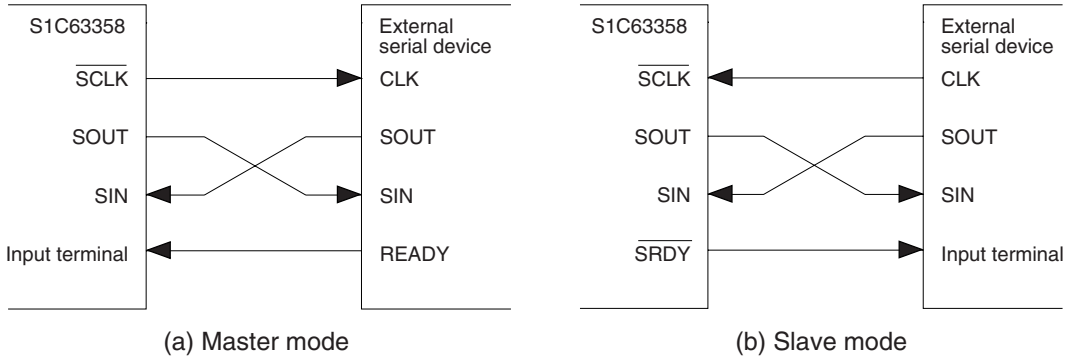 S1C63358
External
serial device
SCLK
CLK
SOUT
SOUT
SIN
SIN
Input terminal
READY
(a) Master mode
S1C63358
External
serial device
SCLK
CLK
SOUT
SOUT
SIN
SIN
SRDY
Input terminal
(b) Slave mode